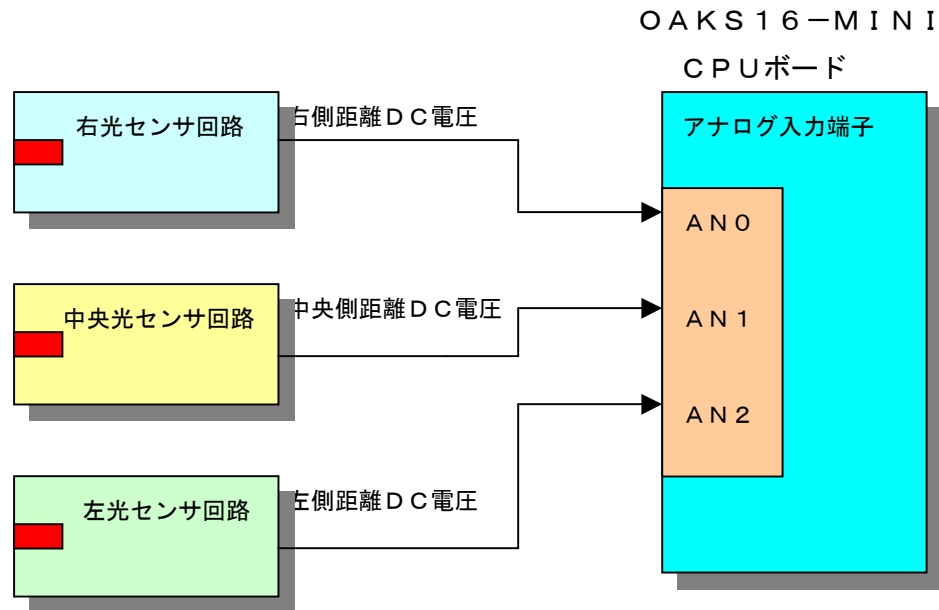 ＯＡＫＳ１６－ＭＩＮＩ
ＣＰＵボード
右光センサ回路
右側距離ＤＣ電圧
アナログ入力端子
ＡＮ０
中央光センサ回路
中央側距離ＤＣ電圧
ＡＮ１
ＡＮ２
左光センサ回路
左側距離ＤＣ電圧